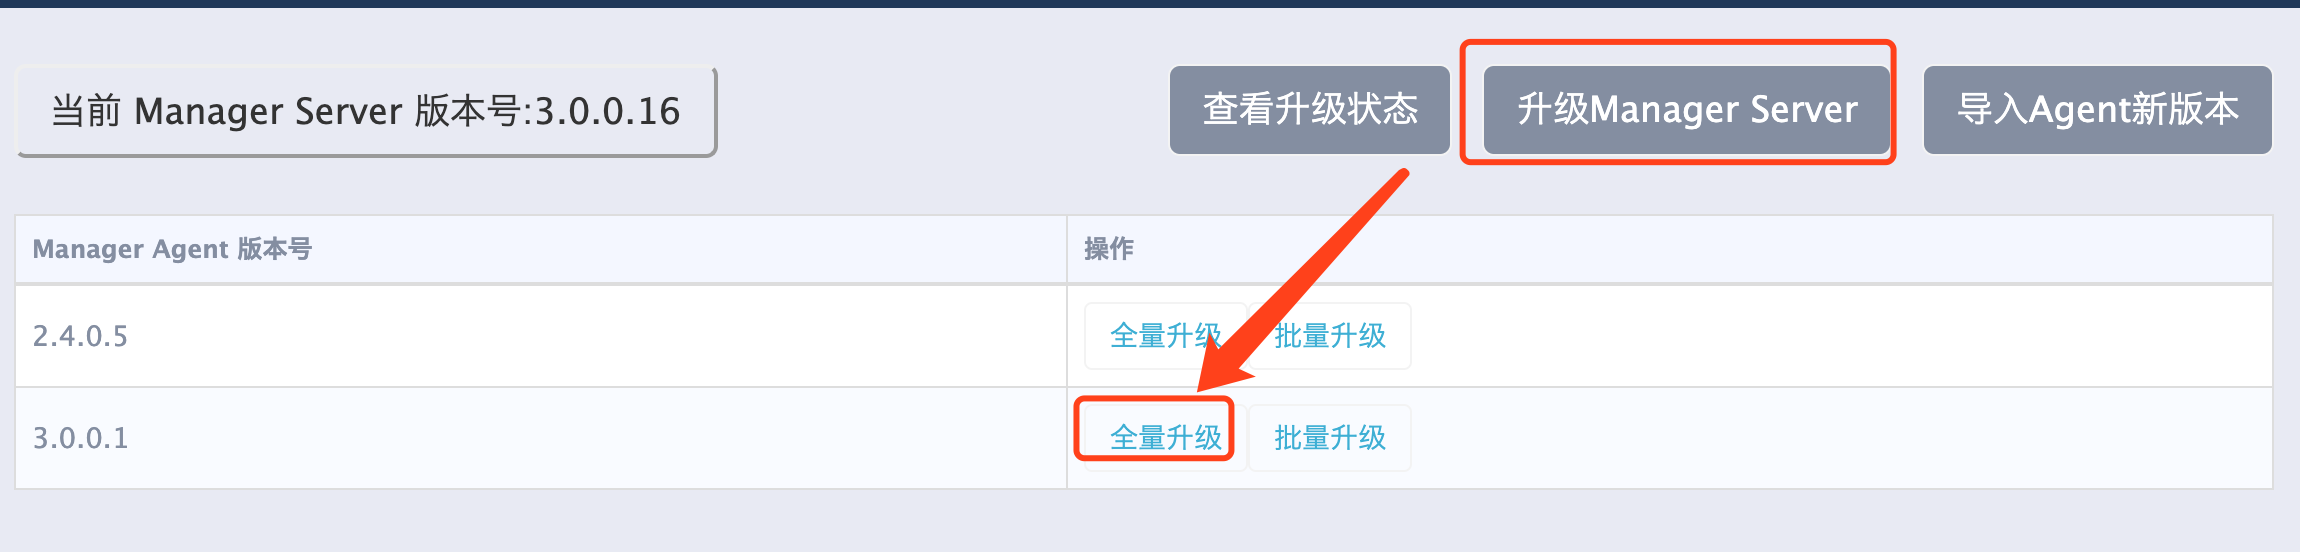 当前 Manager Server 版本号:3.0.0.16
查看升级状态
升级Manager Server
导入Agent新版本
Manager Agent 版本号
操作
2.4.0.5
全量升级
批量升级
3.0.0.1
全量升级
批量升级